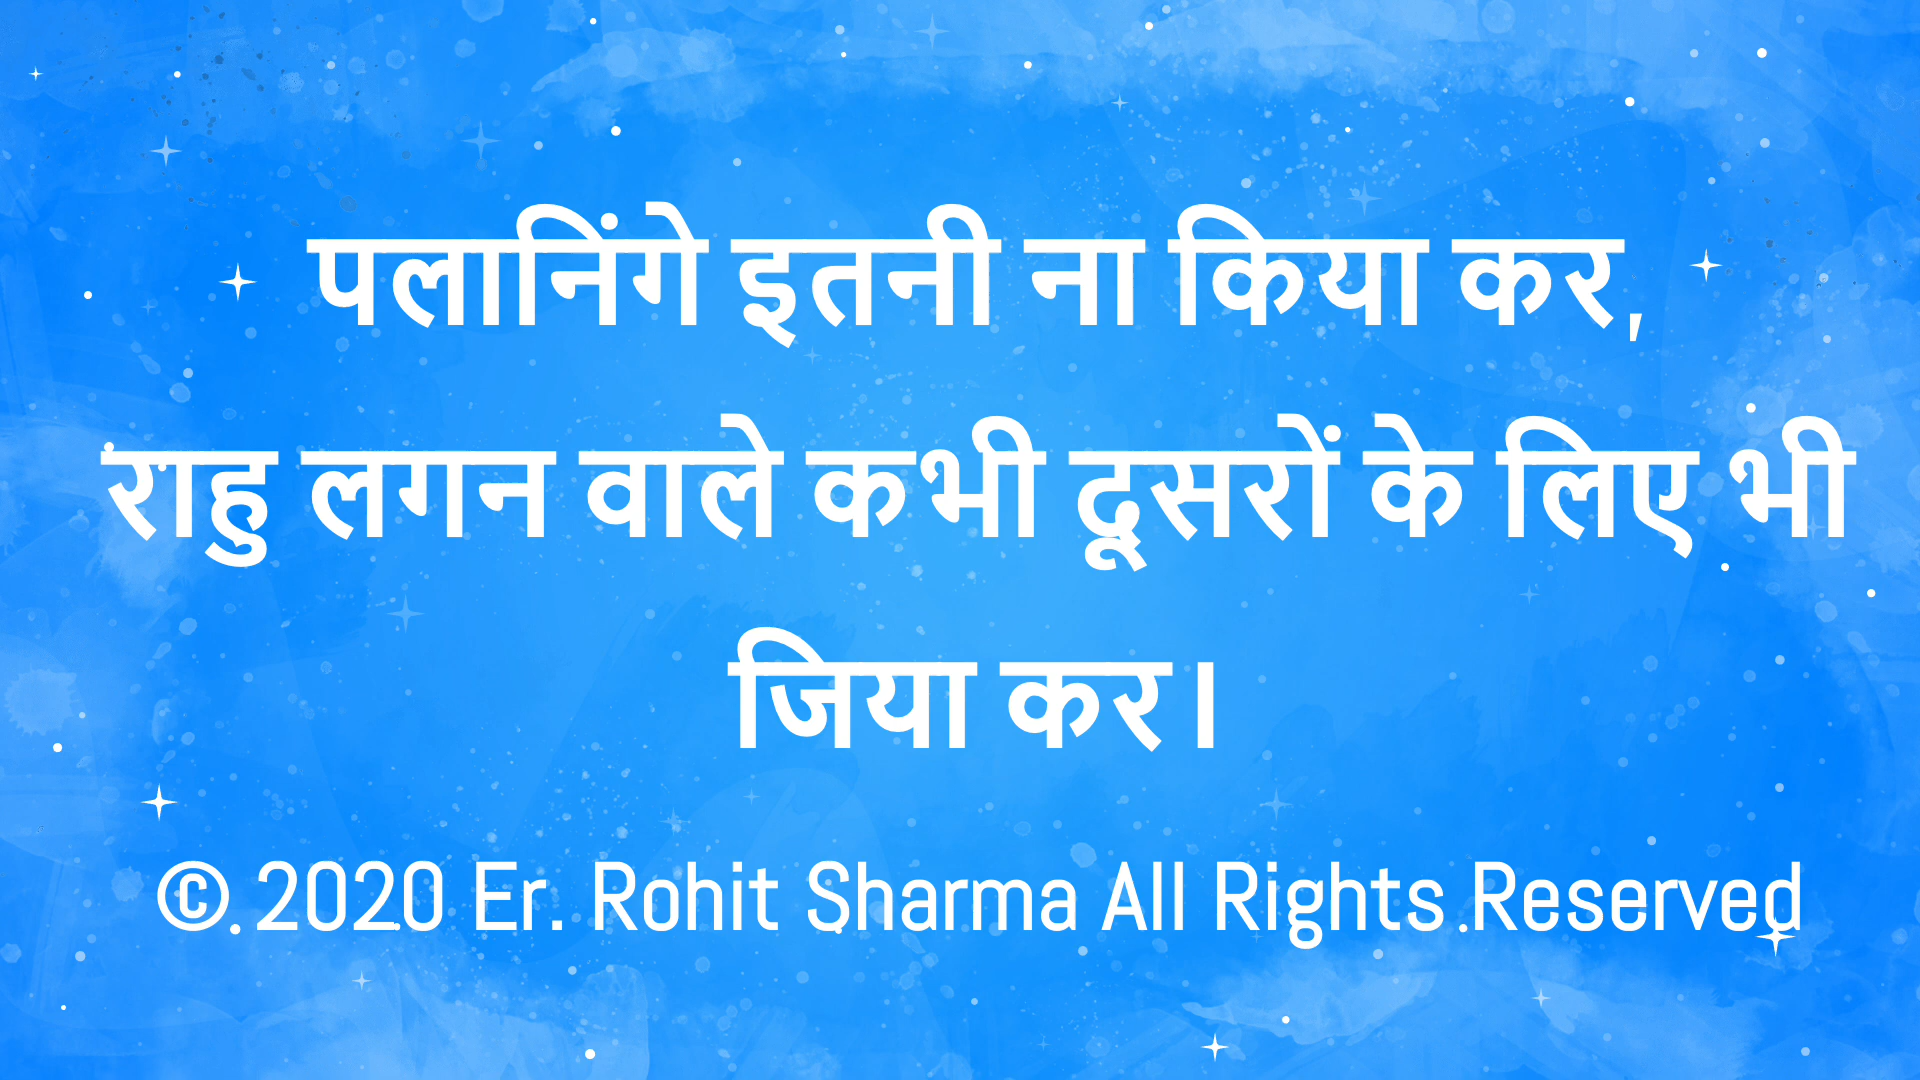 पलानिंगे इतनी ना किया कर,
राहु लगन वाले कभी दूसरों के लिए भी
जिया कर।
© 2020 Er. Rohit Sharma All Rights Reserved